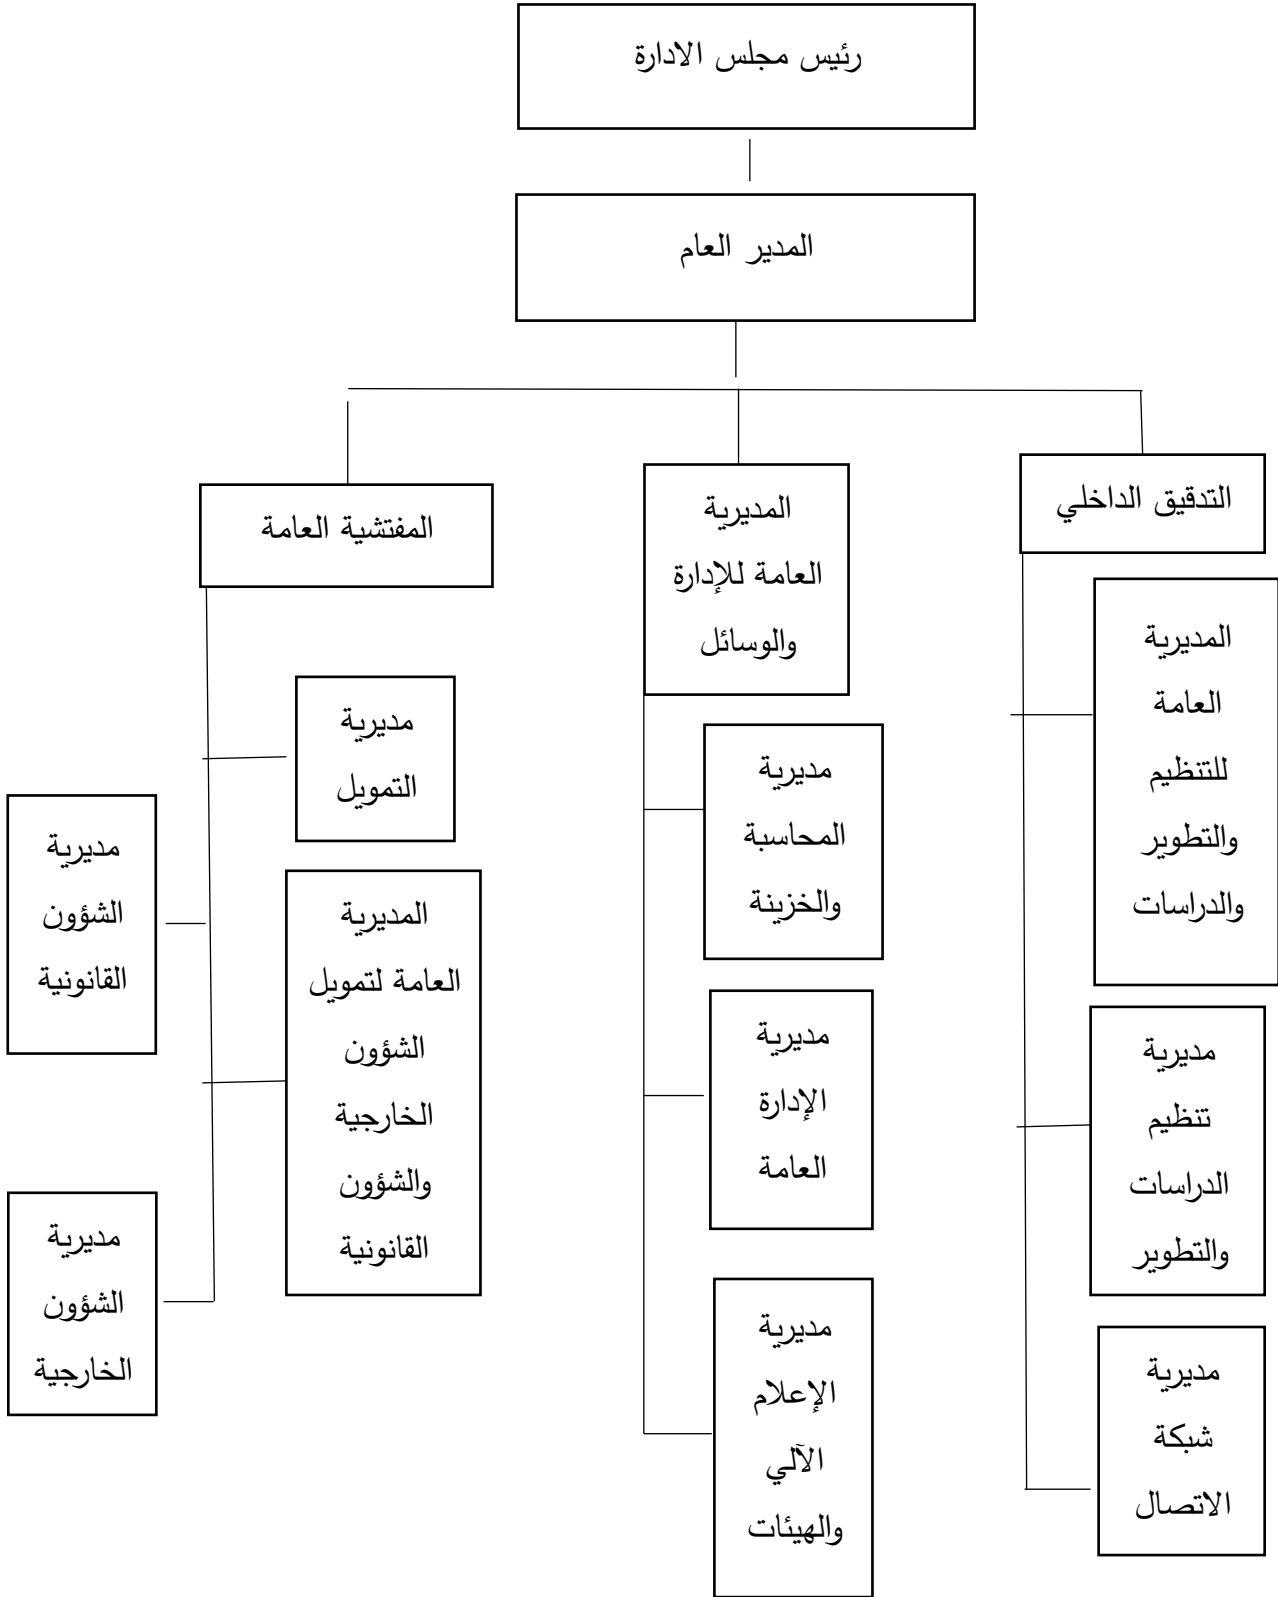 رئيس مجلس الادارة
المدير العام
التدقيق الداخلي
المديرية
العامة
للتنظيم
والتطوير
والدراسات
مديرية
تنظيم
الدراسات
والتطوير
مديرية
شبكة
الاتصال
المديرية
العامة للإدارة
والوسائل
مديرية
المحاسبة
والخزينة
مديرية
الإدارة
العامة
مديرية
الإعلام
الآلي
والهيئات
المفتشية العامة
مديرية
التمويل
المديرية
العامة لتمويل
الشؤون
الخارجية
والشؤون
القانونية
مديرية
الشؤون
القانونية
مديرية
الشؤون
الخارجية